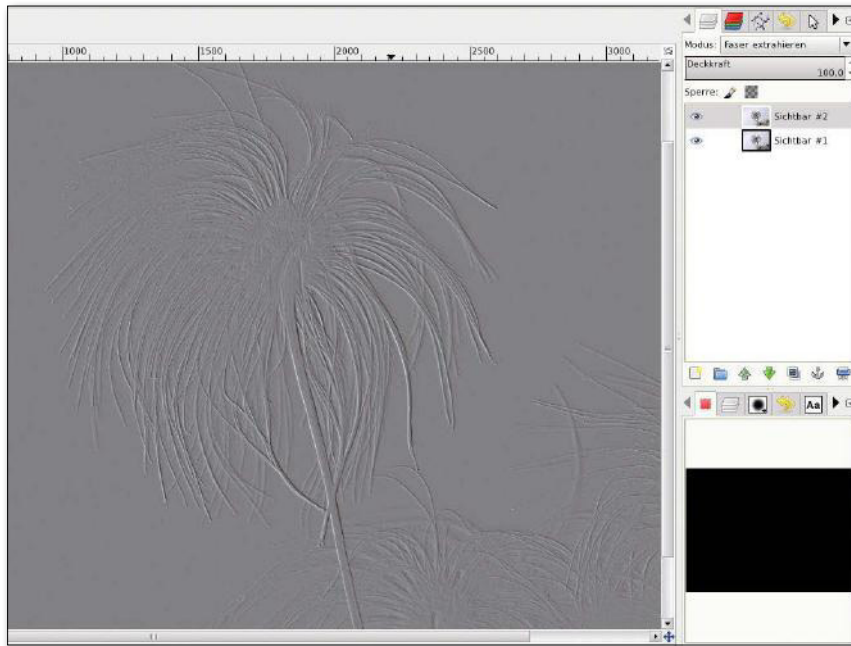 1000 1500 2000 2500 3000
Modus: Faser extrahieren
Deckkraft
100.0
Sperre:
Sichtbar #2
Sichtbar #1
Aa